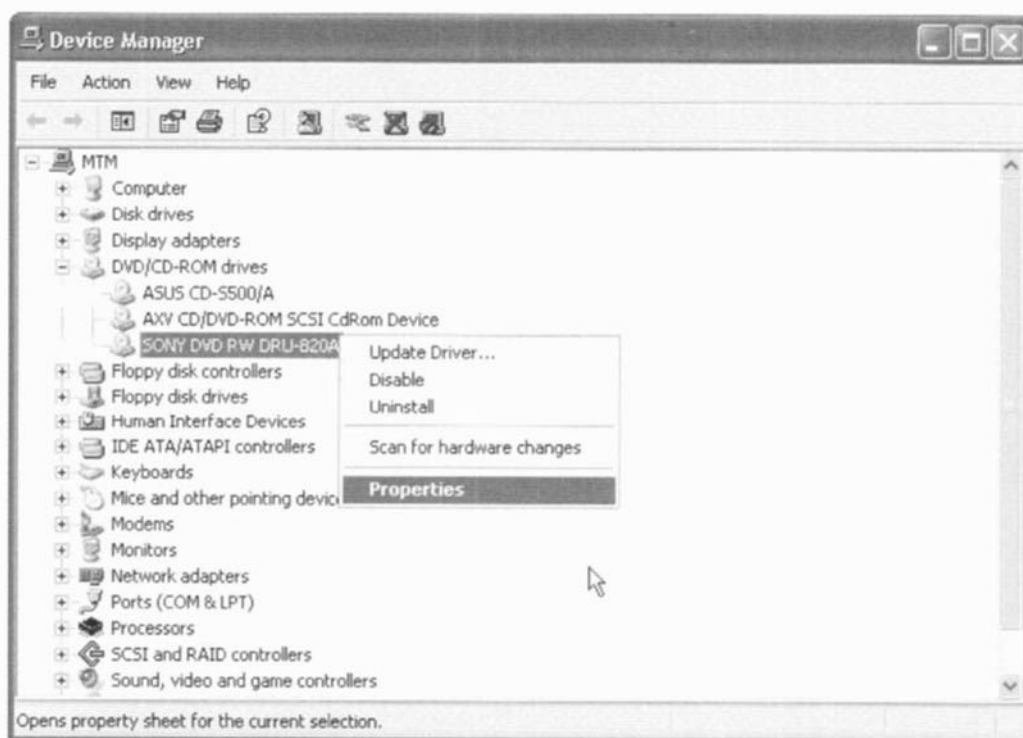 Device Manager
File Action View Help
MTM
Computer
Disk drives
Display adapters
DVD/CD-ROM drives
ASUS CD-S500/A
AXV CD/DVD-ROM SCSI CdRom Device
SONY DVD RW DRU-820A
Update Driver...
Disable
Uninstall
Scan for hardware changes
Properties
Floppy disk controllers
Floppy disk drives
Human Interface Devices
IDE ATA/ATAPI controllers
Keyboards
Mice and other pointing devic
Modems
Monitors
Network adapters
Ports (COM & LPT)
Processors
SCSI and RAID controllers
Sound, video and game controllers
Opens property sheet for the current selection.